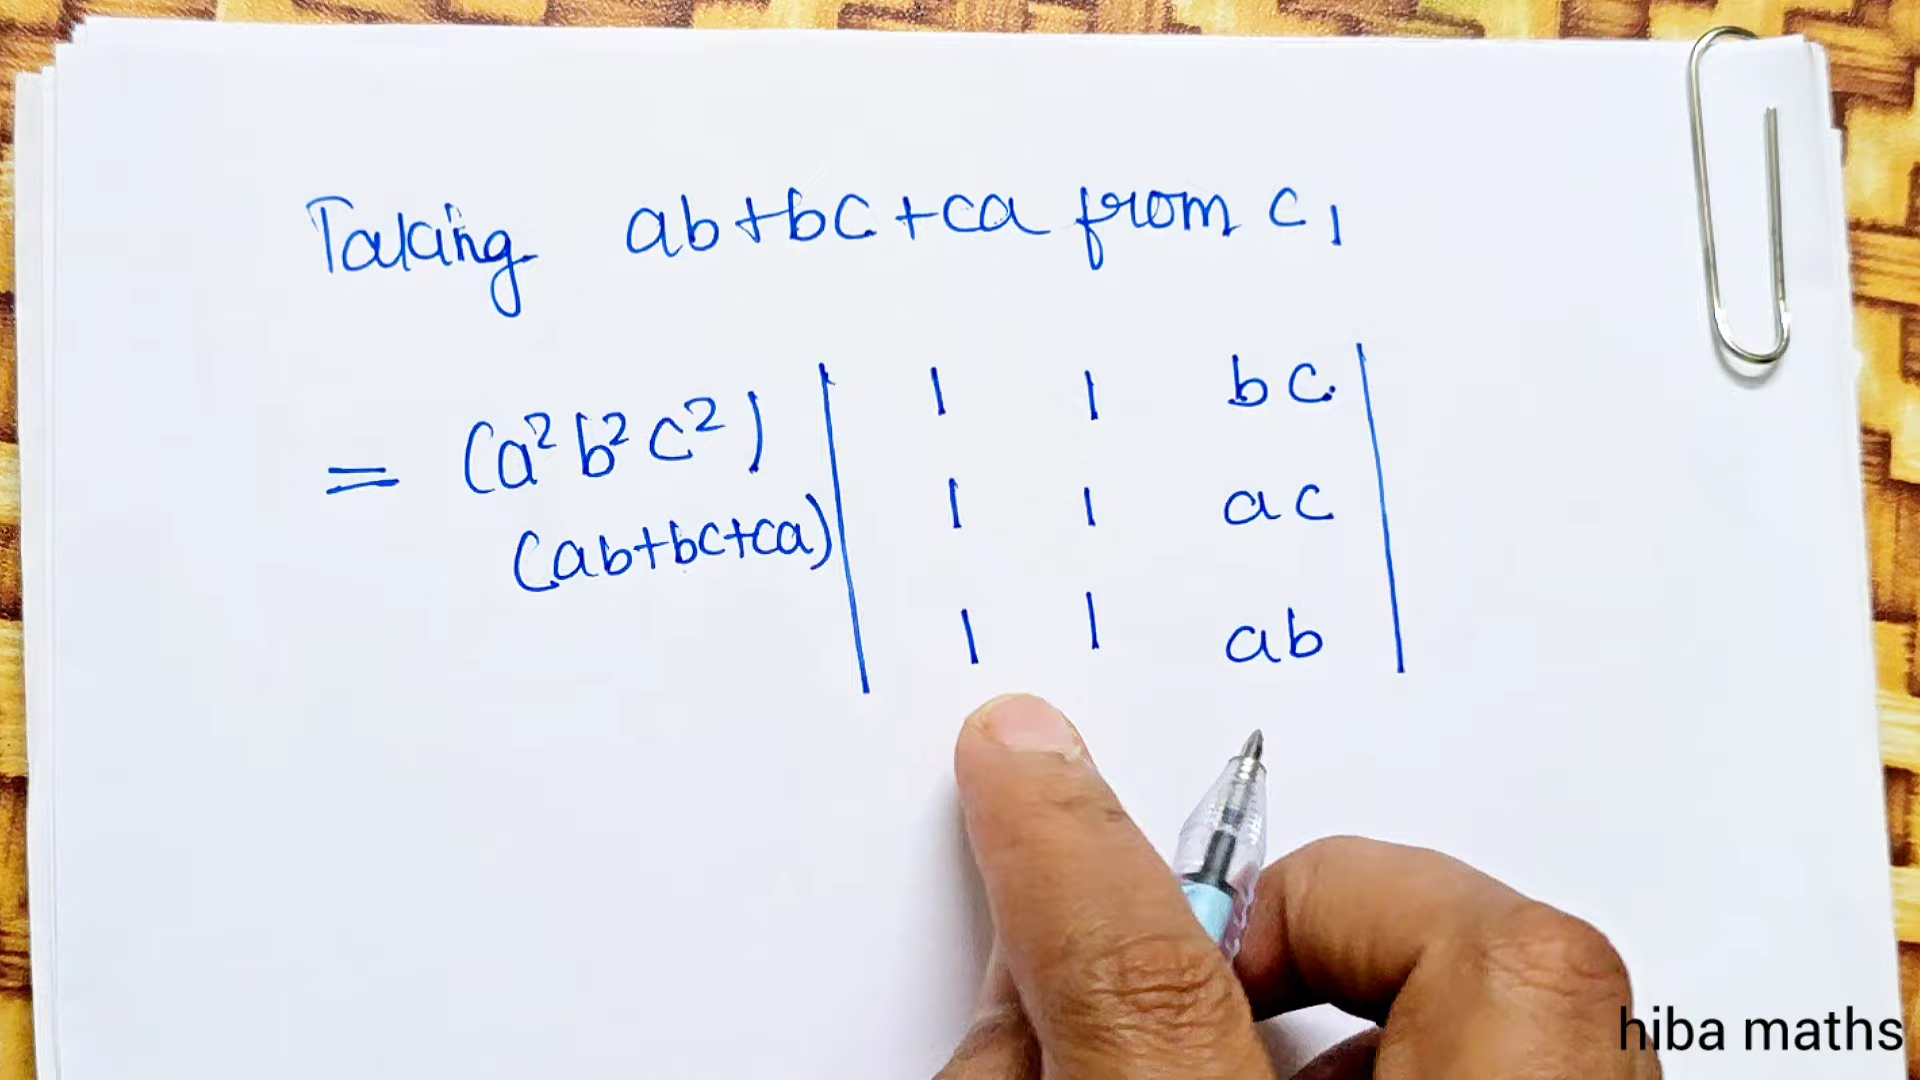 Taking ab+bc+ca from c1
= (a²b²c²) | 1 1 bc |
(ab+bc+ca) | 1 1 ac |
| 1 1 ab |
hiba maths